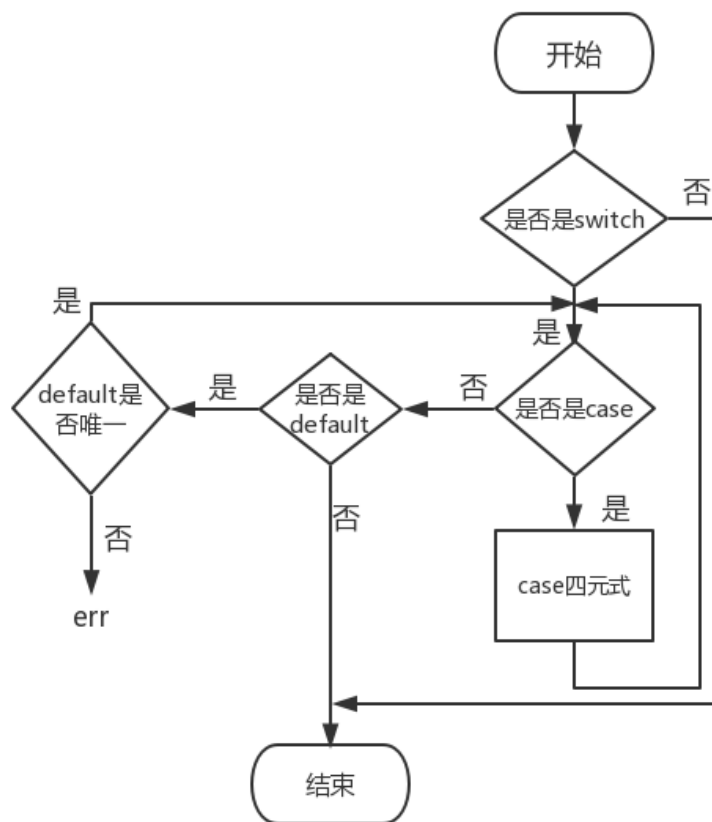 开始
否
是否是switch
是
是
default是
否唯一
是
是否是
default
否
是否是case
否
否
是
case四元式
err
结束